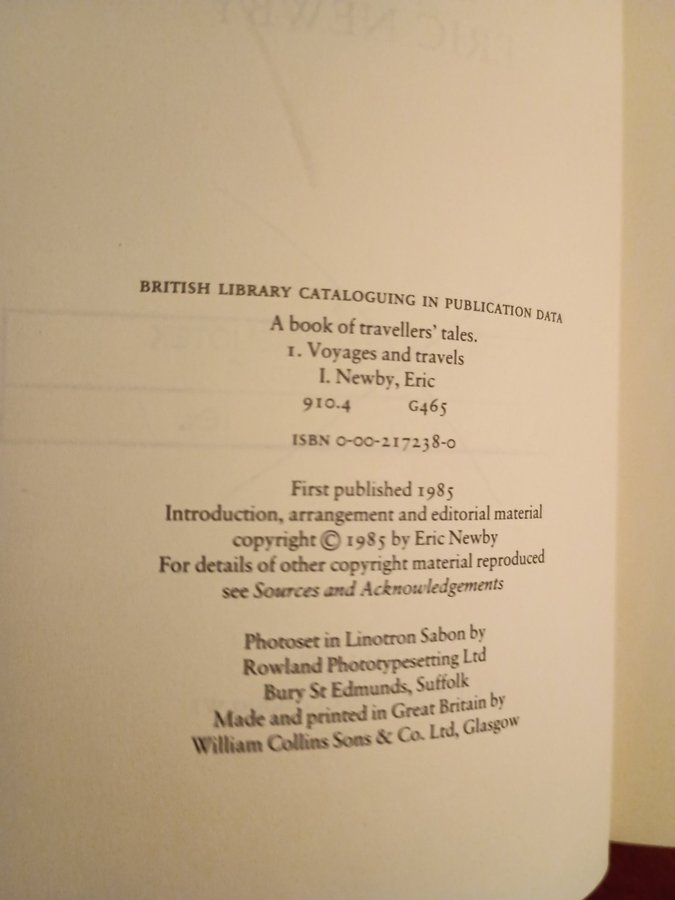 BRITISH LIBRARY CATALOGUING IN PUBLICATION DATA
A book of travellers' tales.
1. Voyages and travels
I. Newby, Eric
910.4 G465
ISBN 0-00-217238-0
First published 1985
Introduction, arrangement and editorial material
copyright © 1985 by Eric Newby
For details of other copyright material reproduced
see Sources and Acknowledgements
Photoset in Linotron Sabon by
Rowland Phototypesetting Ltd
Bury St Edmunds, Suffolk
Made and printed in Great Britain by
William Collins Sons & Co. Ltd, Glasgow